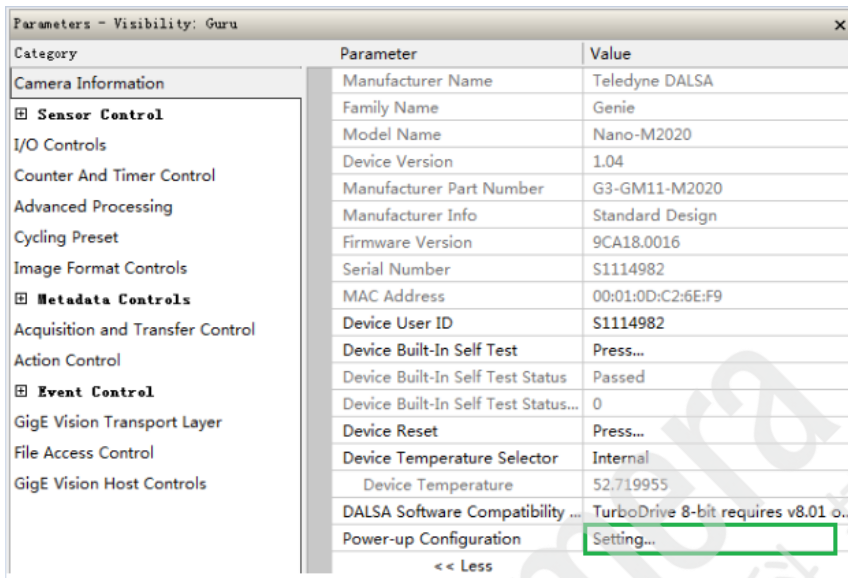 Parameters - Visibility: Guru ×
Category Parameter Value
Camera Information Manufacturer Name Teledyne DALSA
Sensor Control Family Name Genie
I/O Controls Model Name Nano-M2020
Counter And Timer Control Device Version 1.04
Advanced Processing Manufacturer Part Number G3-GM11-M2020
Cycling Preset Manufacturer Info Standard Design
Image Format Controls Firmware Version 9CA18.0016
Metadata Controls Serial Number S1114982
Acquisition and Transfer Control MAC Address 00:01:0D:C2:6E:F9
Action Control Device User ID S1114982
Event Control Device Built-In Self Test Press...
GigE Vision Transport Layer Device Built-In Self Test Status Passed
File Access Control Device Built-In Self Test Status... 0
GigE Vision Host Controls Device Reset Press...
Device Temperature Selector Internal
Device Temperature 52.719955
DALSA Software Compatibility ... TurboDrive 8-bit requires v8.01 o...
Power-up Configuration Setting...
<< Less